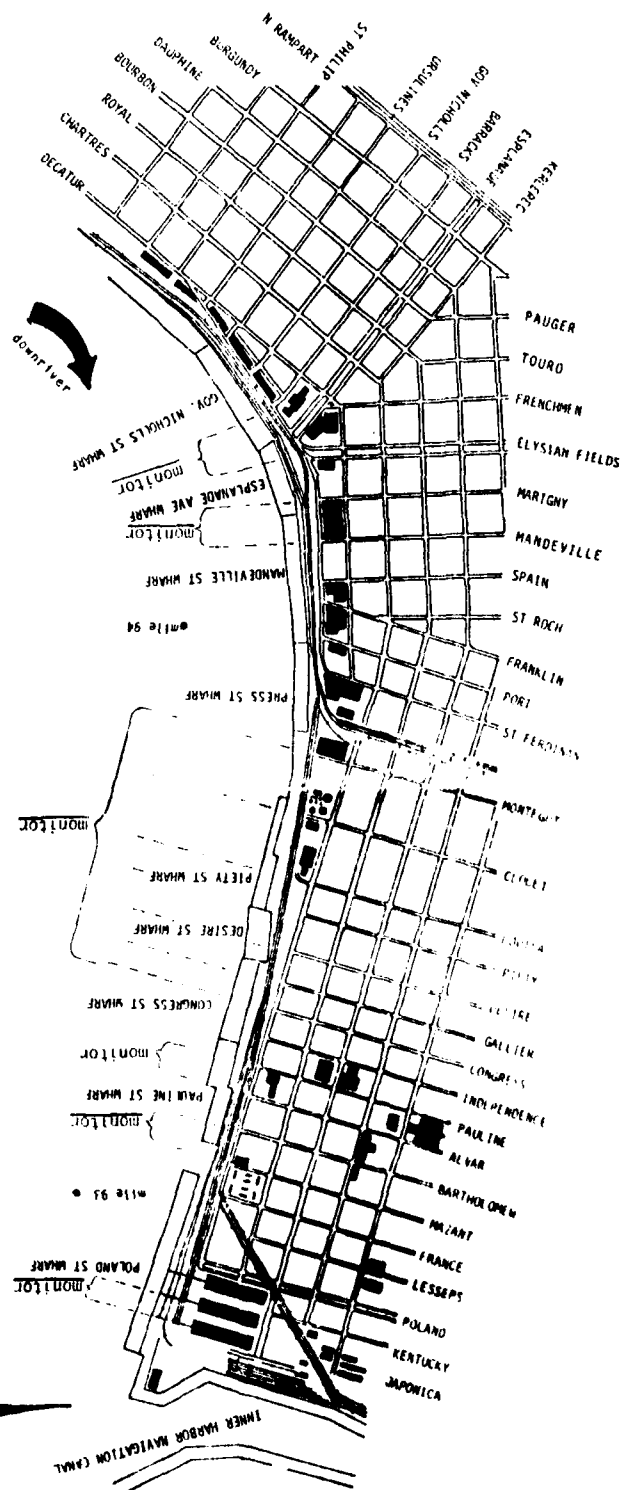 DECATUR
CHARTRES
ROYAL
BOURBON
DAUPHINE
BURGUNDY
N RAMPART
ST PHILIP
URSULINES
GOV NICHOLLS
BARRACKS
ESPLANADE
KERLEREC
PAUGER
TOURO
FRENCHMEN
ELYSIAN FIELDS
MARIGNY
MANDEVILLE
SPAIN
ST ROCH
FRANKLIN
PORT
ST FERDINAN
MONTEGUT
CLOUET
GALLIER
CONGRESS
INDEPENDENCE
PAULINE
ALVAR
BARTHOLOMEW
MAZANT
FRANCE
LESSEPS
POLAND
KENTUCKY
JAPONICA
downriver
GOV. NICHOLLS ST WHARF
monitor
ESPLANADE AVE WHARF
monitor
MANDEVILLE ST WHARF
mile 94
PRESS ST WHARF
monitor
PIETY ST WHARF
DESIRE ST WHARF
CONGRESS ST WHARF
monitor
PAULINE ST WHARF
monitor
mile 93
POLAND ST WHARF
monitor
INNER HARBOR NAVIGATION CANAL